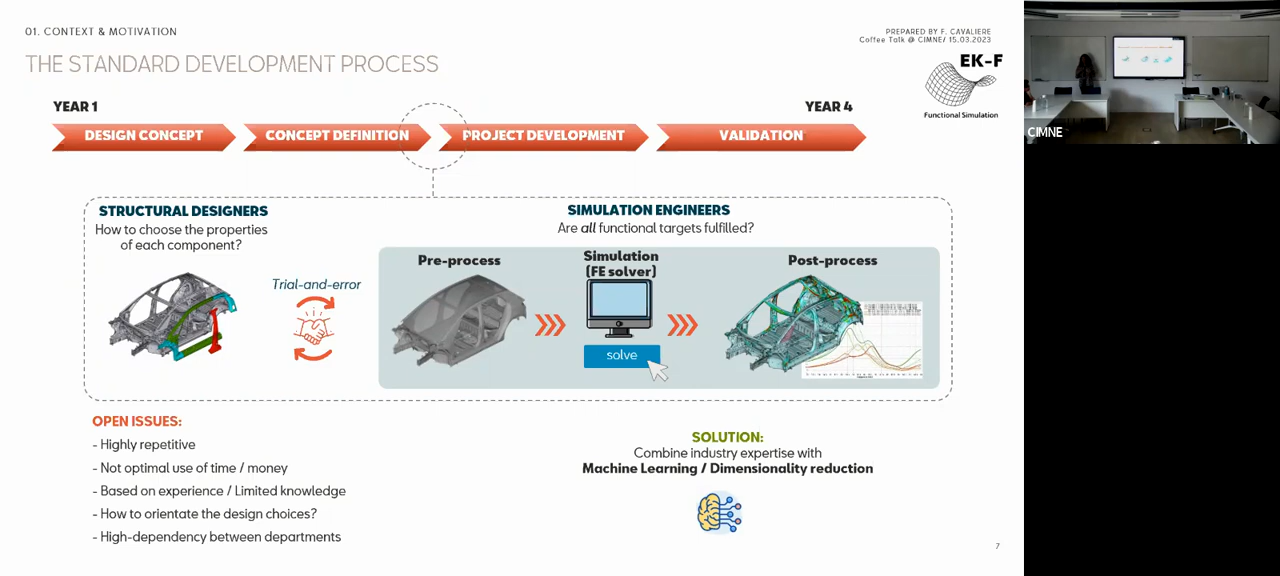 01. CONTEXT & MOTIVATION
PREPARED BY F. CAVALIERE
Coffee Talk @ CIMNE/ 15.03.2023
THE STANDARD DEVELOPMENT PROCESS
EK-F
Functional Simulation
YEAR 1
YEAR 4
DESIGN CONCEPT
CONCEPT DEFINITION
PROJECT DEVELOPMENT
VALIDATION
CIMNE
STRUCTURAL DESIGNERS
How to choose the properties
of each component?
Trial-and-error
SIMULATION ENGINEERS
Are all functional targets fulfilled?
Pre-process
Simulation
(FE solver)
solve
Post-process
OPEN ISSUES:
- Highly repetitive
- Not optimal use of time / money
- Based on experience / Limited knowledge
- How to orientate the design choices?
- High-dependency between departments
SOLUTION:
Combine industry expertise with
Machine Learning / Dimensionality reduction
7